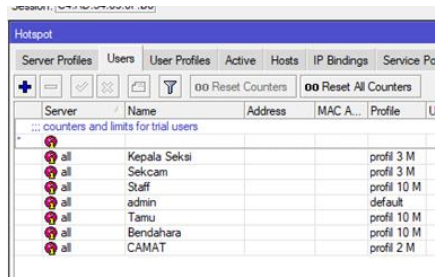 Hotspot
Server Profiles Users User Profiles Active Hosts IP Bindings Service Po
00 Reset Counters 00 Reset All Counters
Server / Name Address MAC A... Profile U
::: counters and limits for trial users
*
all Kepala Seksi profil 3 M
all Sekcam profil 3 M
all Staff profil 10 M
all admin default
all Tamu profil 10 M
all Bendahara profil 10 M
all CAMAT profil 2 M